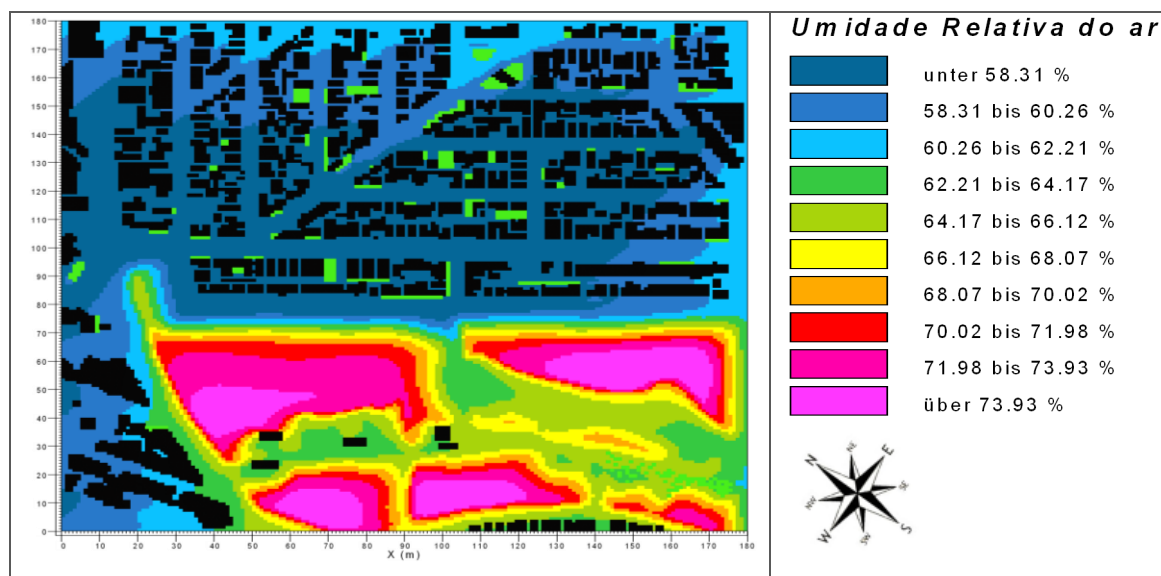 Umidade Relativa do ar
unter 58.31 %
58.31 bis 60.26 %
60.26 bis 62.21 %
62.21 bis 64.17 %
64.17 bis 66.12 %
66.12 bis 68.07 %
68.07 bis 70.02 %
70.02 bis 71.98 %
71.98 bis 73.93 %
über 73.93 %
180
170
160
150
140
130
120
110
100
90
80
70
60
50
40
30
20
10
0
0 10 20 30 40 50 60 70 80 90 100 110 120 130 140 150 160 170 180
X (m)
N NE E
NW SE
W SW S